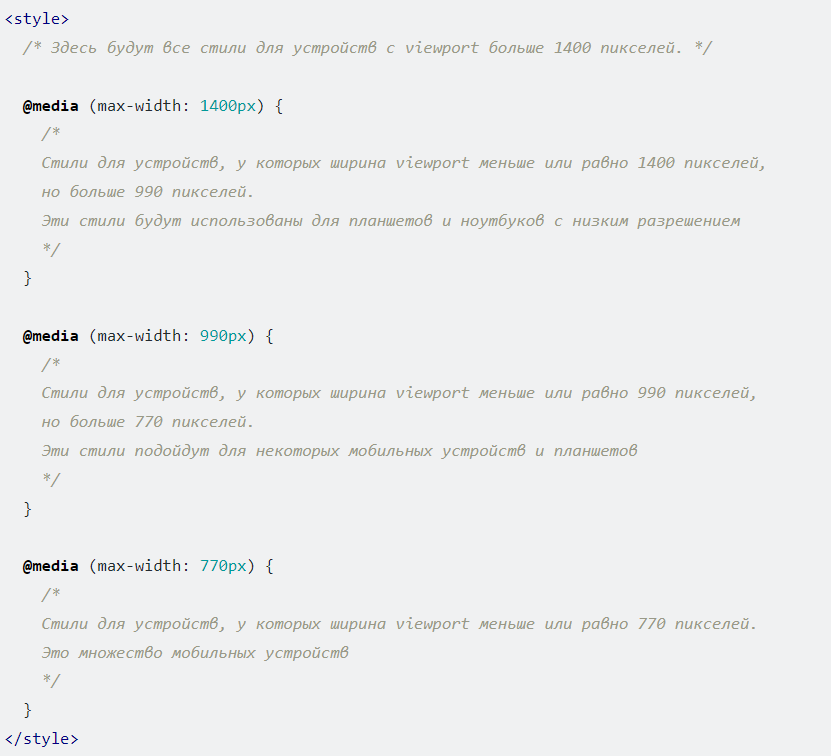 <style>
/* Здесь будут все стили для устройств с viewport больше 1400 пикселей. */
@media (max-width: 1400px) {
/*
Стили для устройств, у которых ширина viewport меньше или равно 1400 пикселей,
но больше 990 пикселей.
Эти стили будут использованы для планшетов и ноутбуков с низким разрешением
*/
}
@media (max-width: 990px) {
/*
Стили для устройств, у которых ширина viewport меньше или равно 990 пикселей,
но больше 770 пикселей.
Эти стили подойдут для некоторых мобильных устройств и планшетов
*/
}
@media (max-width: 770px) {
/*
Стили для устройств, у которых ширина viewport меньше или равно 770 пикселей.
Это множество мобильных устройств
*/
}
</style>